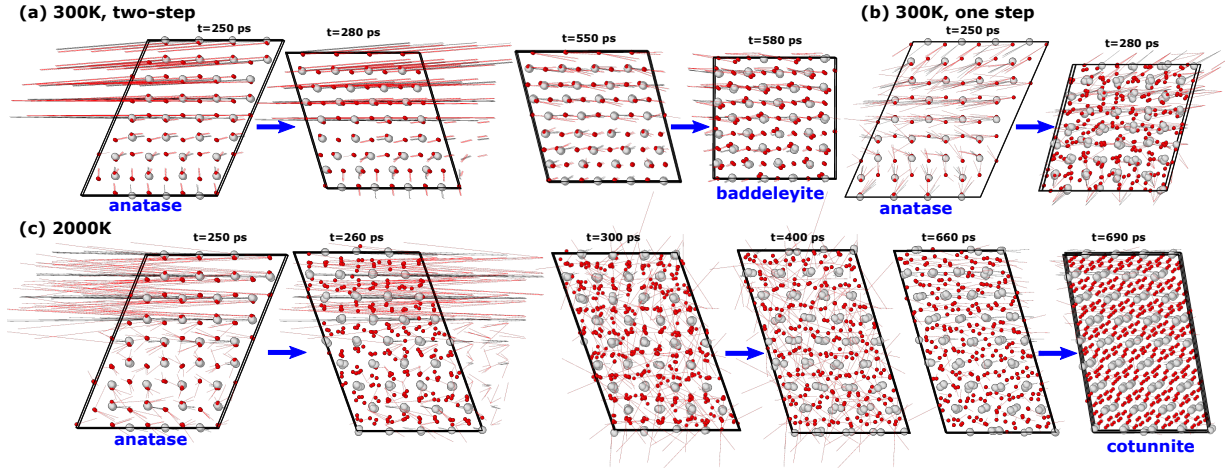 (a) 300K, two-step
t=250 ps
t=280 ps
t=550 ps
t=580 ps
anatase
baddeleyite
(b) 300K, one step
t=250 ps
t=280 ps
anatase
(c) 2000K
t=250 ps
t=260 ps
t=300 ps
t=400 ps
t=660 ps
t=690 ps
anatase
cotunnite